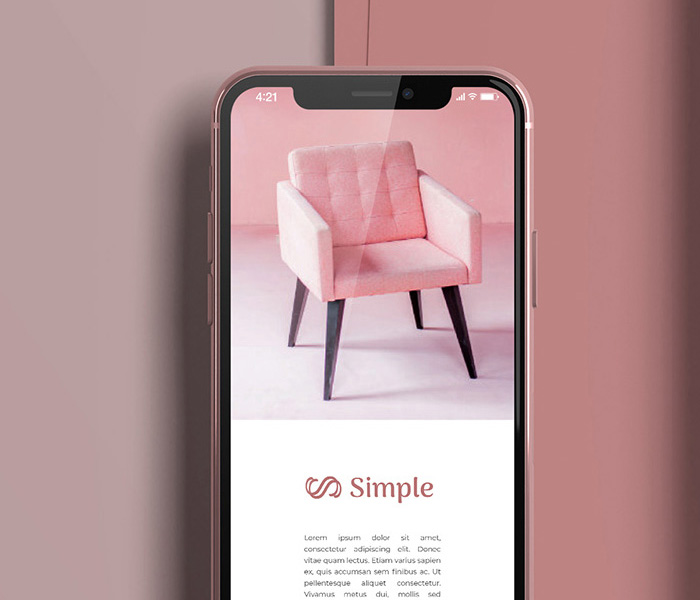 4:21
Simple
Lorem ipsum dolor sit amet,
consectetur adipiscing elit. Donec
vitae quam lectus. Etiam varius sapien
ex, quis accumsan sem finibus ac. Ut
pellentesque aliquet consectetur.
Vivamus metus dui, mollis sed